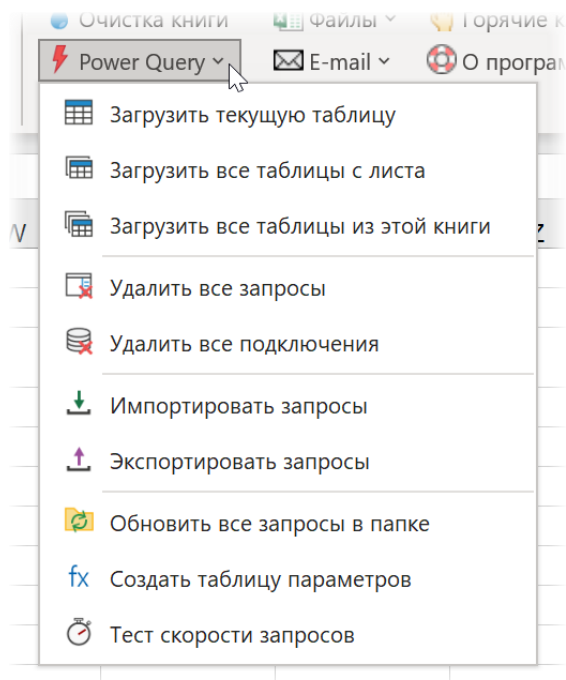 Очистка книги Файлы Горячие к
Power Query E-mail О програм
Загрузить текущую таблицу
Загрузить все таблицы с листа
Загрузить все таблицы из этой книги
W Z
Удалить все запросы
Удалить все подключения
Импортировать запросы
Экспортировать запросы
Обновить все запросы в папке
fx Создать таблицу параметров
Тест скорости запросов